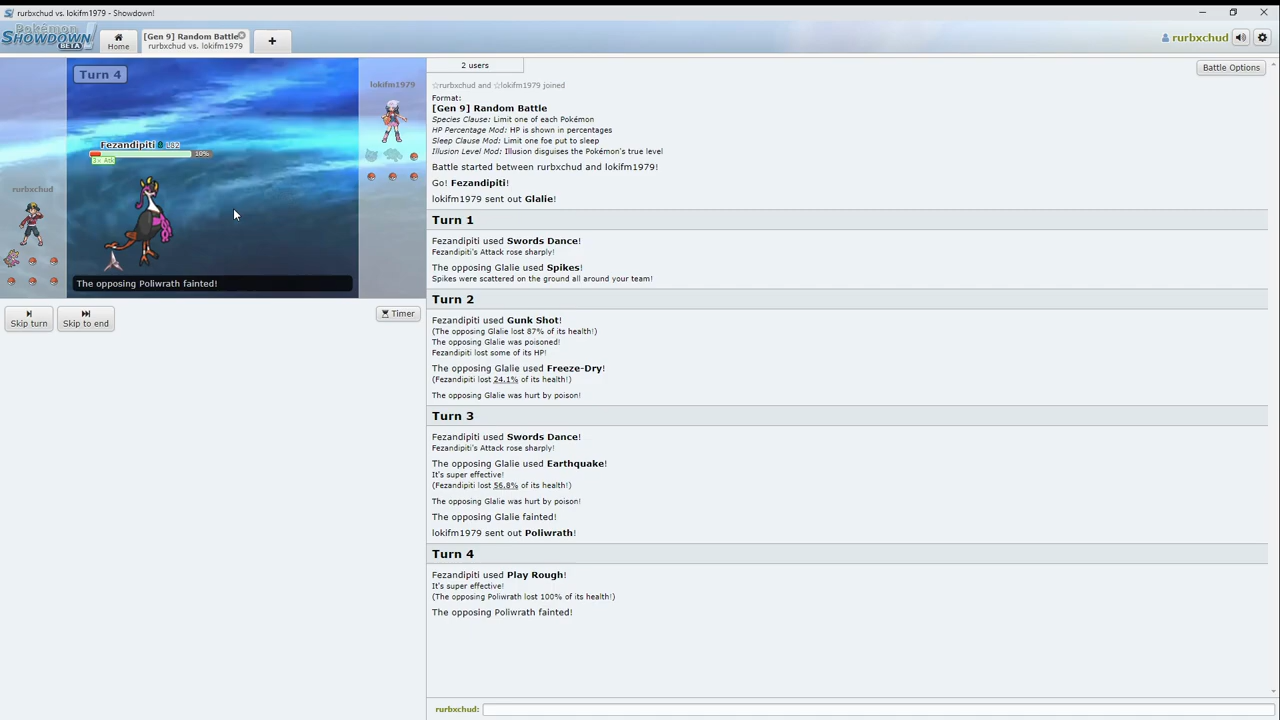 rurbxchud vs. lokifm1979 - Showdown!
Pokémon
SHOWDOWN
BETA
Home
[Gen 9] Random Battle
rurbxchud vs. lokifm1979
+
rurbxchud
2 users
Battle Options
Turn 4
lokifm1979
Fezandipiti L82
10%
3× Atk
rurbxchud
The opposing Poliwrath fainted!
Skip turn
Skip to end
Timer
☆rurbxchud and ☆lokifm1979 joined
Format:
[Gen 9] Random Battle
Species Clause: Limit one of each Pokémon
HP Percentage Mod: HP is shown in percentages
Sleep Clause Mod: Limit one foe put to sleep
Illusion Level Mod: Illusion disguises the Pokémon's true level
Battle started between rurbxchud and lokifm1979!
Go! Fezandipiti!
lokifm1979 sent out Glalie!
Turn 1
Fezandipiti used Swords Dance!
Fezandipiti's Attack rose sharply!
The opposing Glalie used Spikes!
Spikes were scattered on the ground all around your team!
Turn 2
Fezandipiti used Gunk Shot!
(The opposing Glalie lost 87% of its health!)
The opposing Glalie was poisoned!
Fezandipiti lost some of its HP!
The opposing Glalie used Freeze-Dry!
(Fezandipiti lost 24.1% of its health!)
The opposing Glalie was hurt by poison!
Turn 3
Fezandipiti used Swords Dance!
Fezandipiti's Attack rose sharply!
The opposing Glalie used Earthquake!
It's super effective!
(Fezandipiti lost 56.8% of its health!)
The opposing Glalie was hurt by poison!
The opposing Glalie fainted!
lokifm1979 sent out Poliwrath!
Turn 4
Fezandipiti used Play Rough!
It's super effective!
(The opposing Poliwrath lost 100% of its health!)
The opposing Poliwrath fainted!
rurbxchud: